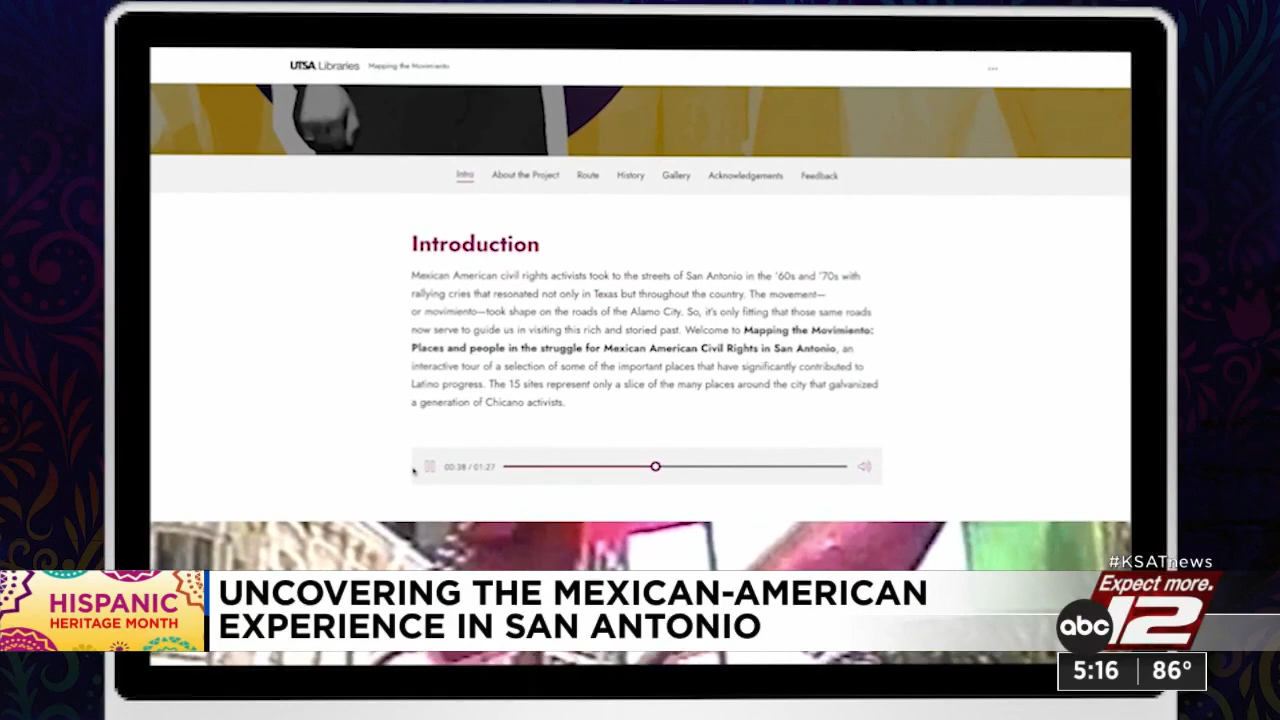 UTSA Libraries Mapping the Movimiento
Intro About the Project Route History Gallery Acknowledgements Feedback
Introduction
Mexican American civil rights activists took to the streets of San Antonio in the '60s and '70s with
rallying cries that resonated not only in Texas but throughout the country. The movement—
or movimiento—took shape on the roads of the Alamo City. So, it's only fitting that those same roads
now serve to guide us in visiting this rich and storied past. Welcome to Mapping the Movimiento:
Places and people in the struggle for Mexican American Civil Rights in San Antonio, an
interactive tour of a selection of some of the important places that have significantly contributed to
Latino progress. The 15 sites represent only a slice of the many places around the city that galvanized
a generation of Chicano activists.
00:38 / 01:27
#KSATnews
HISPANIC
HERITAGE MONTH
UNCOVERING THE MEXICAN-AMERICAN
EXPERIENCE IN SAN ANTONIO
Expect more.
abc 12
5:16 86°